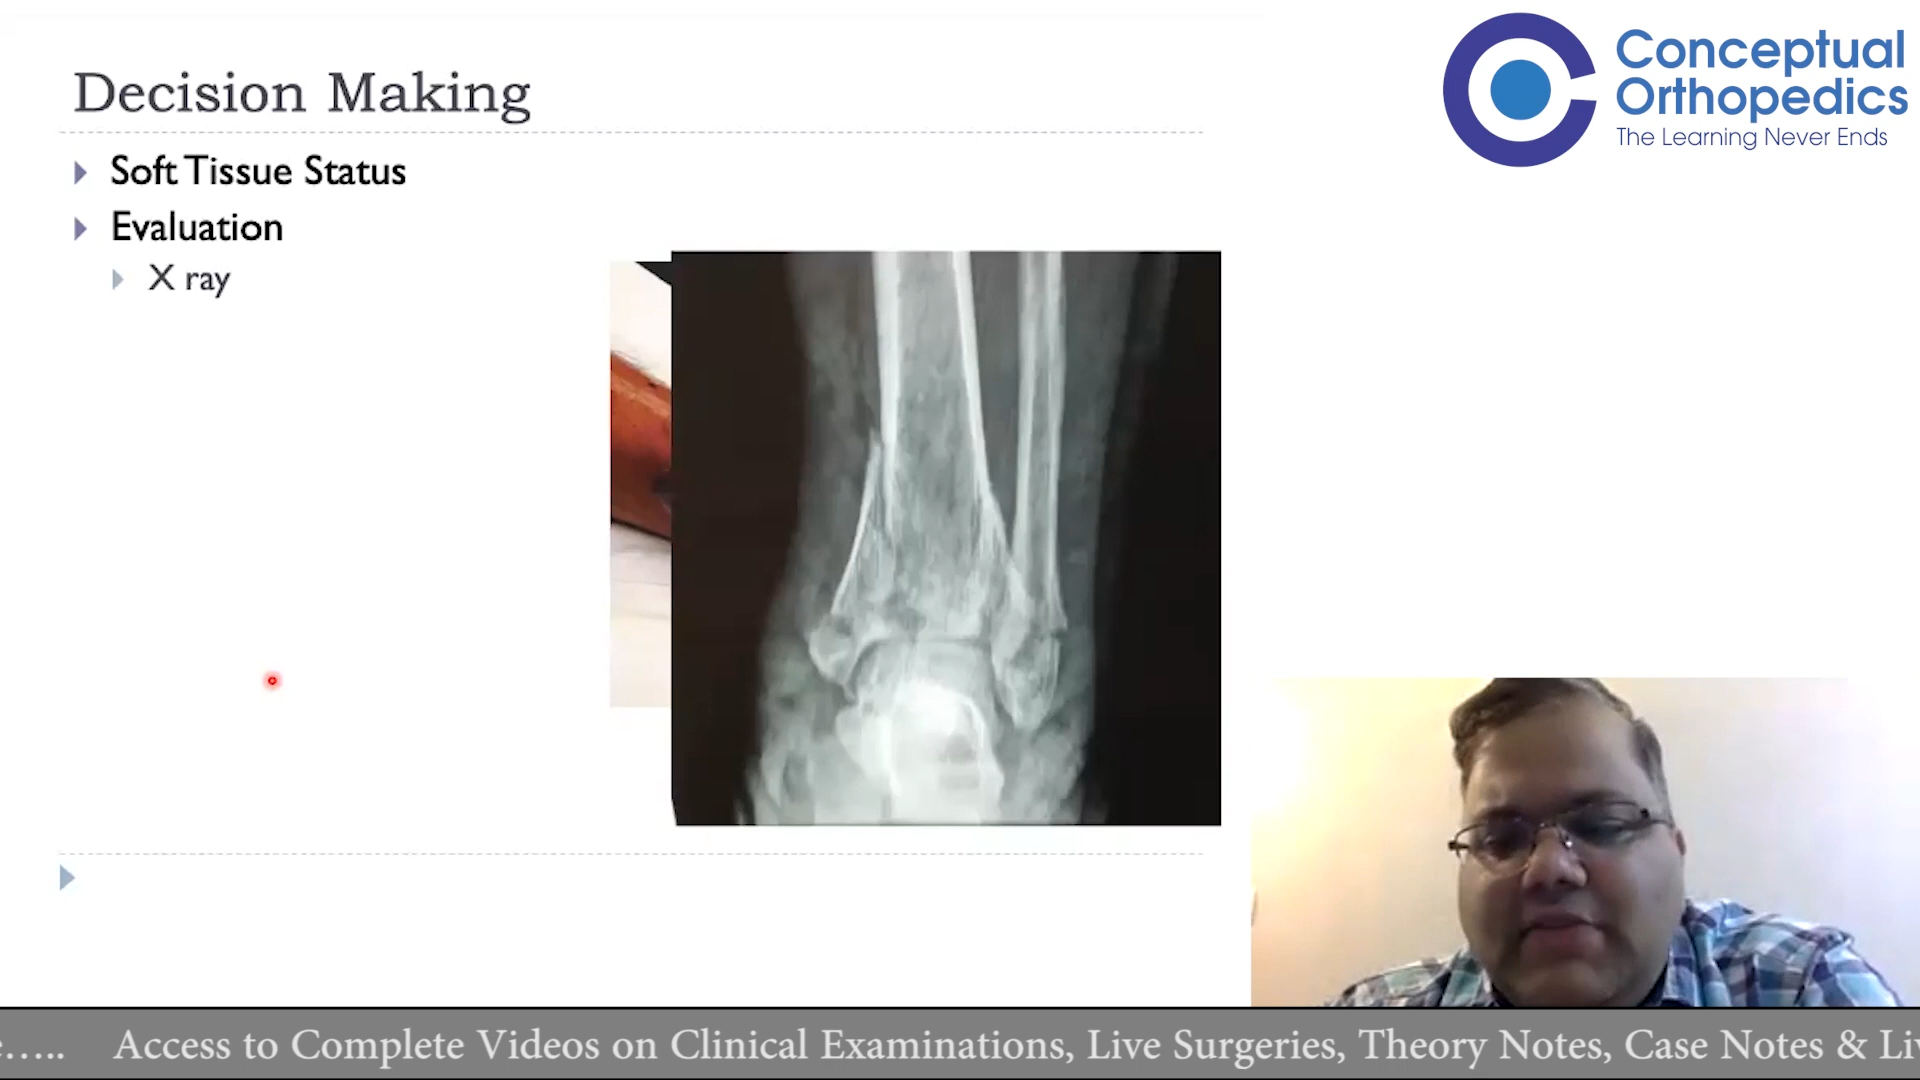 Decision Making
Soft Tissue Status
Evaluation
X ray
Conceptual
Orthopedics
The Learning Never Ends
Access to Complete Videos on Clinical Examinations, Live Surgeries, Theory Notes, Case Notes &